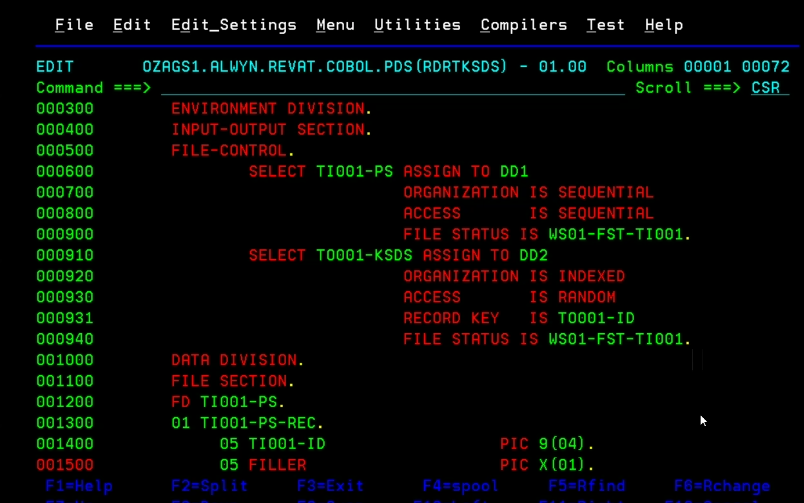 File Edit Edit_Settings Menu Utilities Compilers Test Help
EDIT OZAGS1.ALWYN.REVAT.COBOL.PDS(RDRTKSDS) - 01.00 Columns 00001 00072
Command ===> Scroll ===> CSR
000300 ENVIRONMENT DIVISION.
000400 INPUT-OUTPUT SECTION.
000500 FILE-CONTROL.
000600 SELECT TI001-PS ASSIGN TO DD1
000700 ORGANIZATION IS SEQUENTIAL
000800 ACCESS IS SEQUENTIAL
000900 FILE STATUS IS WS01-FST-TI001.
000910 SELECT TO001-KSDS ASSIGN TO DD2
000920 ORGANIZATION IS INDEXED
000930 ACCESS IS RANDOM
000931 RECORD KEY IS TO001-ID
000940 FILE STATUS IS WS01-FST-TI001.
001000 DATA DIVISION.
001100 FILE SECTION.
001200 FD TI001-PS.
001300 01 TI001-PS-REC.
001400 05 TI001-ID PIC 9(04).
001500 05 FILLER PIC X(01).
F1=Help F2=Split F3=Exit F4=spool F5=Rfind F6=Rchange